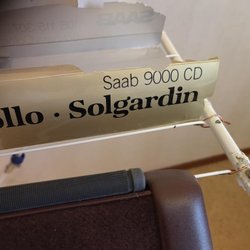 Saab 9000 CD
ollo · Solgardin